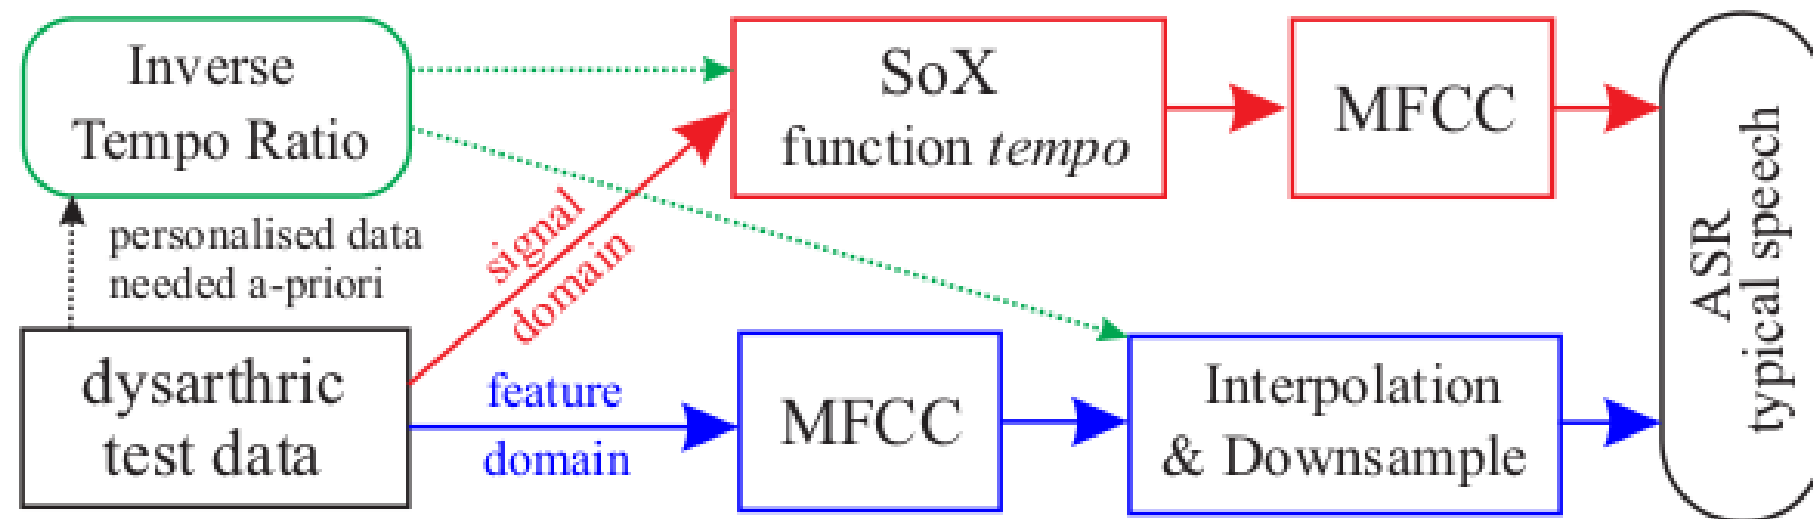 Inverse
Tempo Ratio
SoX
function tempo
MFCC
personalised data
needed a-priori
signal
domain
dysarthric
test data
feature
domain
MFCC
Interpolation
& Downsample
ASR
typical speech